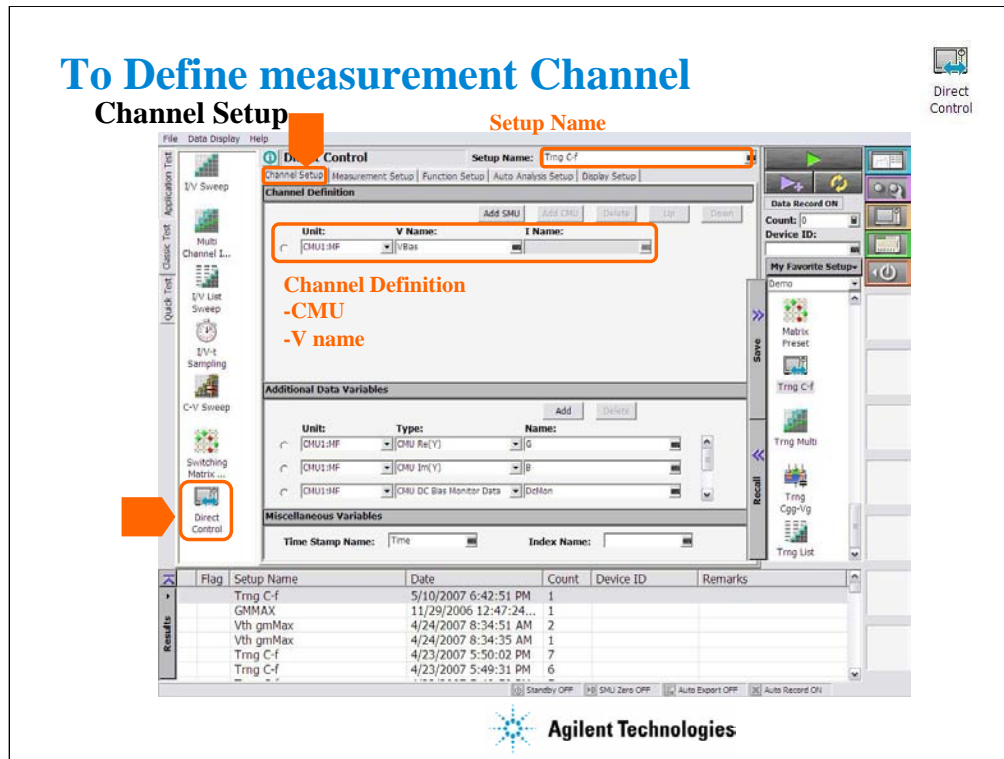 To Define measurement Channel
Channel Setup
Direct
Control
Setup Name
File Data Display Help
Direct Control
Setup Name: Trng C-f
Channel Setup Measurement Setup Function Setup Auto Analysis Setup Display Setup
Channel Definition
Add SMU Add CMU Delete Up Down
Unit: V Name: I Name:
CMU1:MF VBias
Channel Definition
-CMU
-V name
Additional Data Variables
Add Delete
Unit: Type: Name:
CMU1:MF CMU Re(Y) G
CMU1:MF CMU Im(Y) B
CMU1:MF CMU DC Bias Monitor Data DcMon
Miscellaneous Variables
Time Stamp Name: Time Index Name:
Quick Test Classic Test Application Test
I/V Sweep
Multi
Channel I...
I/V List
Sweep
I/V-t
Sampling
C-V Sweep
Switching
Matrix ...
Direct
Control
Save
Recall
Data Record ON
Count: 0
Device ID:
My Favorite Setup
Demo
Matrix
Preset
Trng C-f
Trng Multi
Trng
Cgg-Vg
Trng List
Results
Flag Setup Name Date Count Device ID Remarks
Trng C-f 5/10/2007 6:42:51 PM 1
GMMAX 11/29/2006 12:47:24... 1
Vth gmMax 4/24/2007 8:34:51 AM 2
Vth gmMax 4/24/2007 8:34:35 AM 1
Trng C-f 4/23/2007 5:50:02 PM 7
Trng C-f 4/23/2007 5:49:31 PM 6
Standby OFF SMU Zero OFF Auto Export OFF Auto Record ON
Agilent Technologies